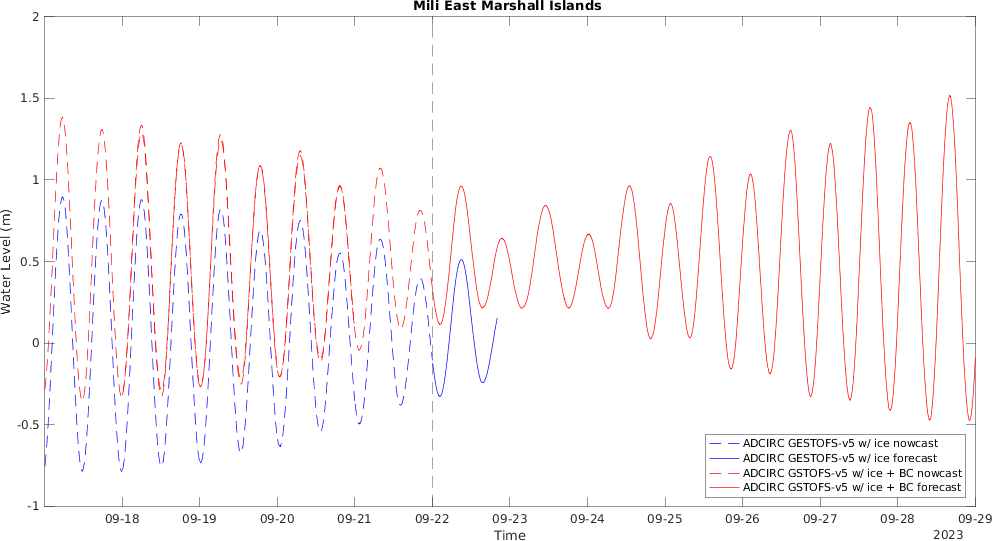 Mili East Marshall Islands
2
1.5
1
0.5
0
-0.5
-1
Water Level (m)
ADCIRC GESTOFS-v5 w/ ice nowcast
ADCIRC GESTOFS-v5 w/ ice forecast
ADCIRC GSTOFS-v5 w/ ice + BC nowcast
ADCIRC GSTOFS-v5 w/ ice + BC forecast
09-18 09-19 09-20 09-21 09-22 09-23 09-24 09-25 09-26 09-27 09-28 09-29
Time
2023